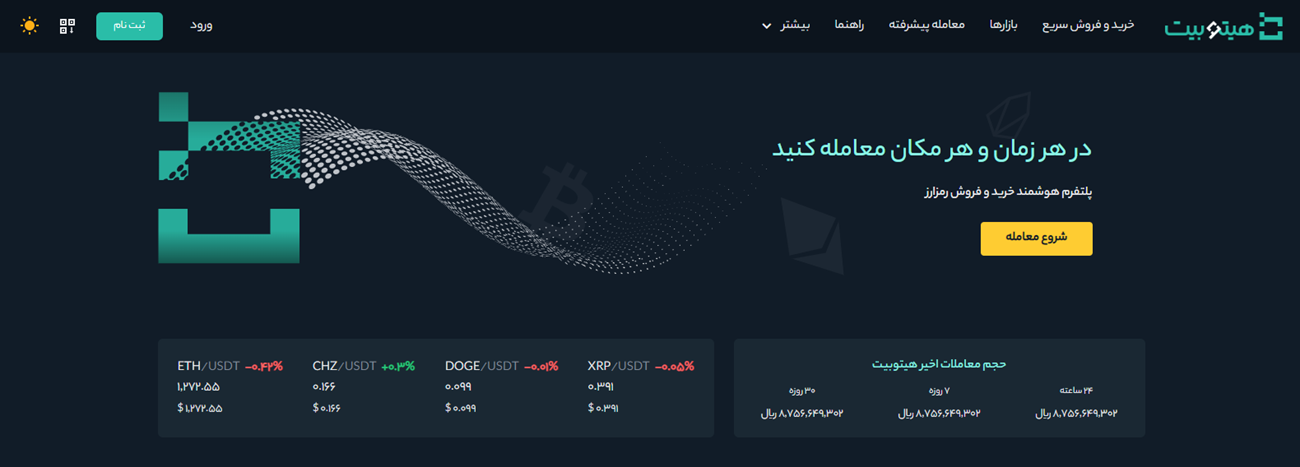 هیتوبیت
خرید و فروش سریع
بازارها
معامله پیشرفته
راهنما
بیشتر
ورود
ثبت نام
در هر زمان و هر مکان معامله کنید
پلتفرم هوشمند خرید و فروش رمزارز
شروع معامله
حجم معاملات اخیر هیتوبیت
۲۴ ساعته
۸,۷۵۶,۶۴۹,۳۰۲ ریال
۷ روزه
۸,۷۵۶,۶۴۹,۳۰۲ ریال
۳۰ روزه
۸,۷۵۶,۶۴۹,۳۰۲ ریال
ETH/USDT -۰.۴۲%
۱,۲۷۲.۵۵
$ ۱,۲۷۲.۵۵
CHZ/USDT +۰.۳%
۰.۱۶۶
$ ۰.۱۶۶
DOGE/USDT -۰.۰۱%
۰.۰۹۹
$ ۰.۰۹۹
XRP/USDT -۰.۰۵%
۰.۳۹۱
$ ۰.۳۹۱